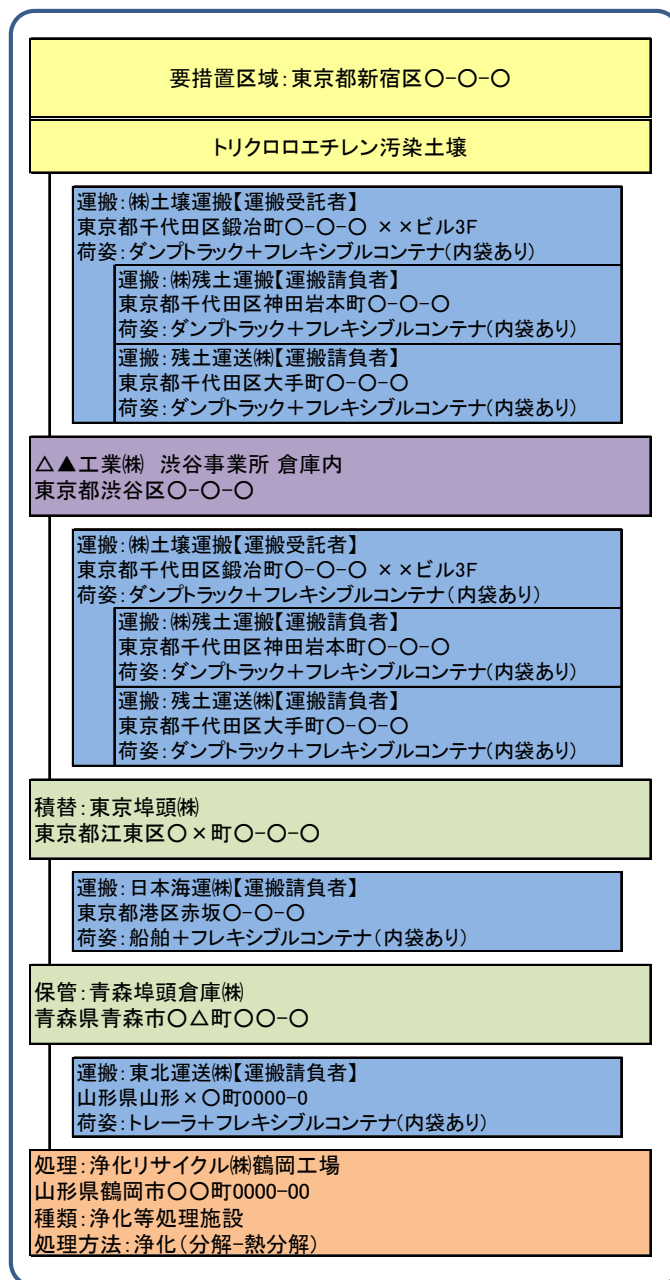 要措置区域:東京都新宿区〇-〇-〇
トリクロロエチレン汚染土壌
運搬:㈱土壌運搬【運搬受託者】
東京都千代田区鍛冶町〇-〇-〇 ××ビル3F
荷姿:ダンプトラック+フレキシブルコンテナ(内袋あり)
運搬:㈱残土運搬【運搬請負者】
東京都千代田区神田岩本町〇-〇-〇
荷姿:ダンプトラック+フレキシブルコンテナ(内袋あり)
運搬:残土運送㈱【運搬請負者】
東京都千代田区大手町〇-〇-〇
荷姿:ダンプトラック+フレキシブルコンテナ(内袋あり)
△▲工業㈱ 渋谷事業所 倉庫内
東京都渋谷区〇-〇-〇
運搬:㈱土壌運搬【運搬受託者】
東京都千代田区鍛冶町〇-〇-〇 ××ビル3F
荷姿:ダンプトラック+フレキシブルコンテナ(内袋あり)
運搬:㈱残土運搬【運搬請負者】
東京都千代田区神田岩本町〇-〇-〇
荷姿:ダンプトラック+フレキシブルコンテナ(内袋あり)
運搬:残土運送㈱【運搬請負者】
東京都千代田区大手町〇-〇-〇
荷姿:ダンプトラック+フレキシブルコンテナ(内袋あり)
積替:東京埠頭㈱
東京都江東区〇×町〇-〇-〇
運搬:日本海運㈱【運搬請負者】
東京都港区赤坂〇-〇-〇
荷姿:船舶+フレキシブルコンテナ(内袋あり)
保管:青森埠頭倉庫㈱
青森県青森市〇△町〇〇-〇
運搬:東北運送㈱【運搬請負者】
山形県山形×〇町0000-0
荷姿:トレーラ+フレキシブルコンテナ(内袋あり)
処理:浄化リサイクル㈱鶴岡工場
山形県鶴岡市〇〇町0000-00
種類:浄化等処理施設
処理方法:浄化(分解-熱分解)